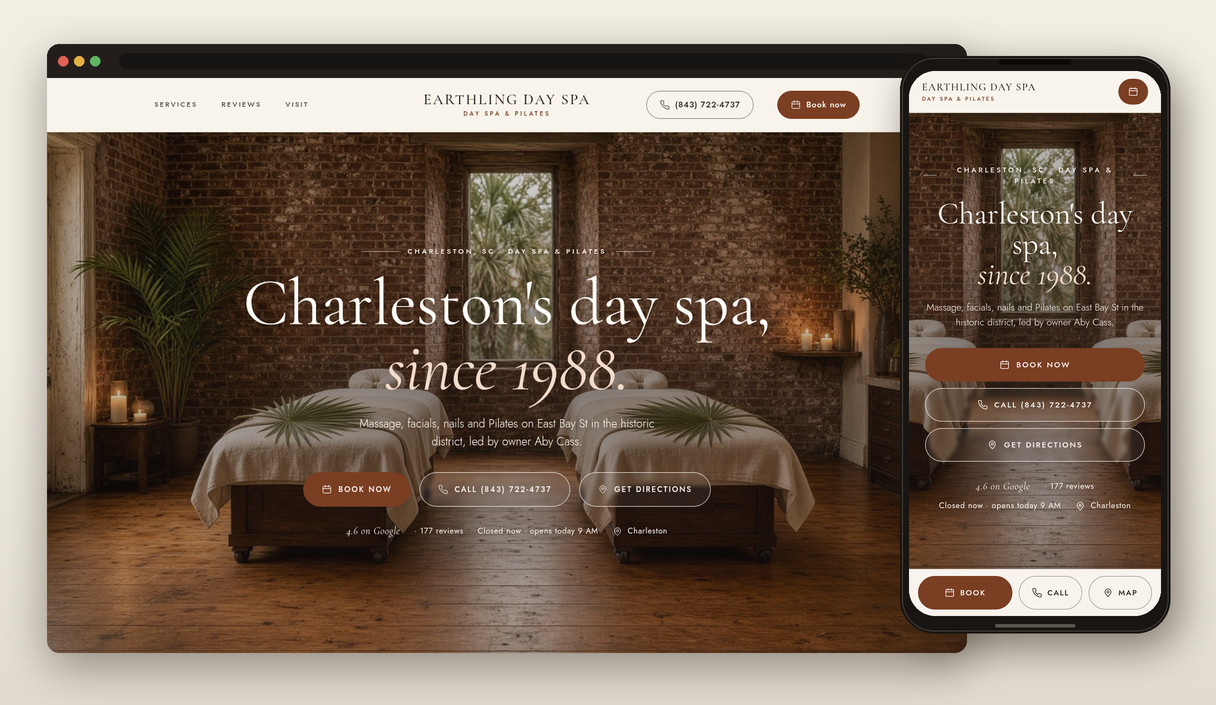 SERVICES REVIEWS VISIT
EARTHLING DAY SPA
DAY SPA & PILATES
(843) 722-4737
Book now
CHARLESTON, SC · DAY SPA & PILATES
Charleston's day spa,
since 1988.
Massage, facials, nails and Pilates on East Bay St in the historic
district, led by owner Aby Cass.
BOOK NOW
CALL (843) 722-4737
GET DIRECTIONS
4.6 on Google · 177 reviews Closed now · opens today 9 AM Charleston
EARTHLING DAY SPA
DAY SPA & PILATES
CHARLESTON, SC · DAY SPA &
PILATES
Charleston's day
spa,
since 1988.
Massage, facials, nails and Pilates on East Bay St in the
historic district, led by owner Aby Cass.
BOOK NOW
CALL (843) 722-4737
GET DIRECTIONS
4.6 on Google · 177 reviews
Closed now · opens today 9 AM Charleston
BOOK
CALL
MAP